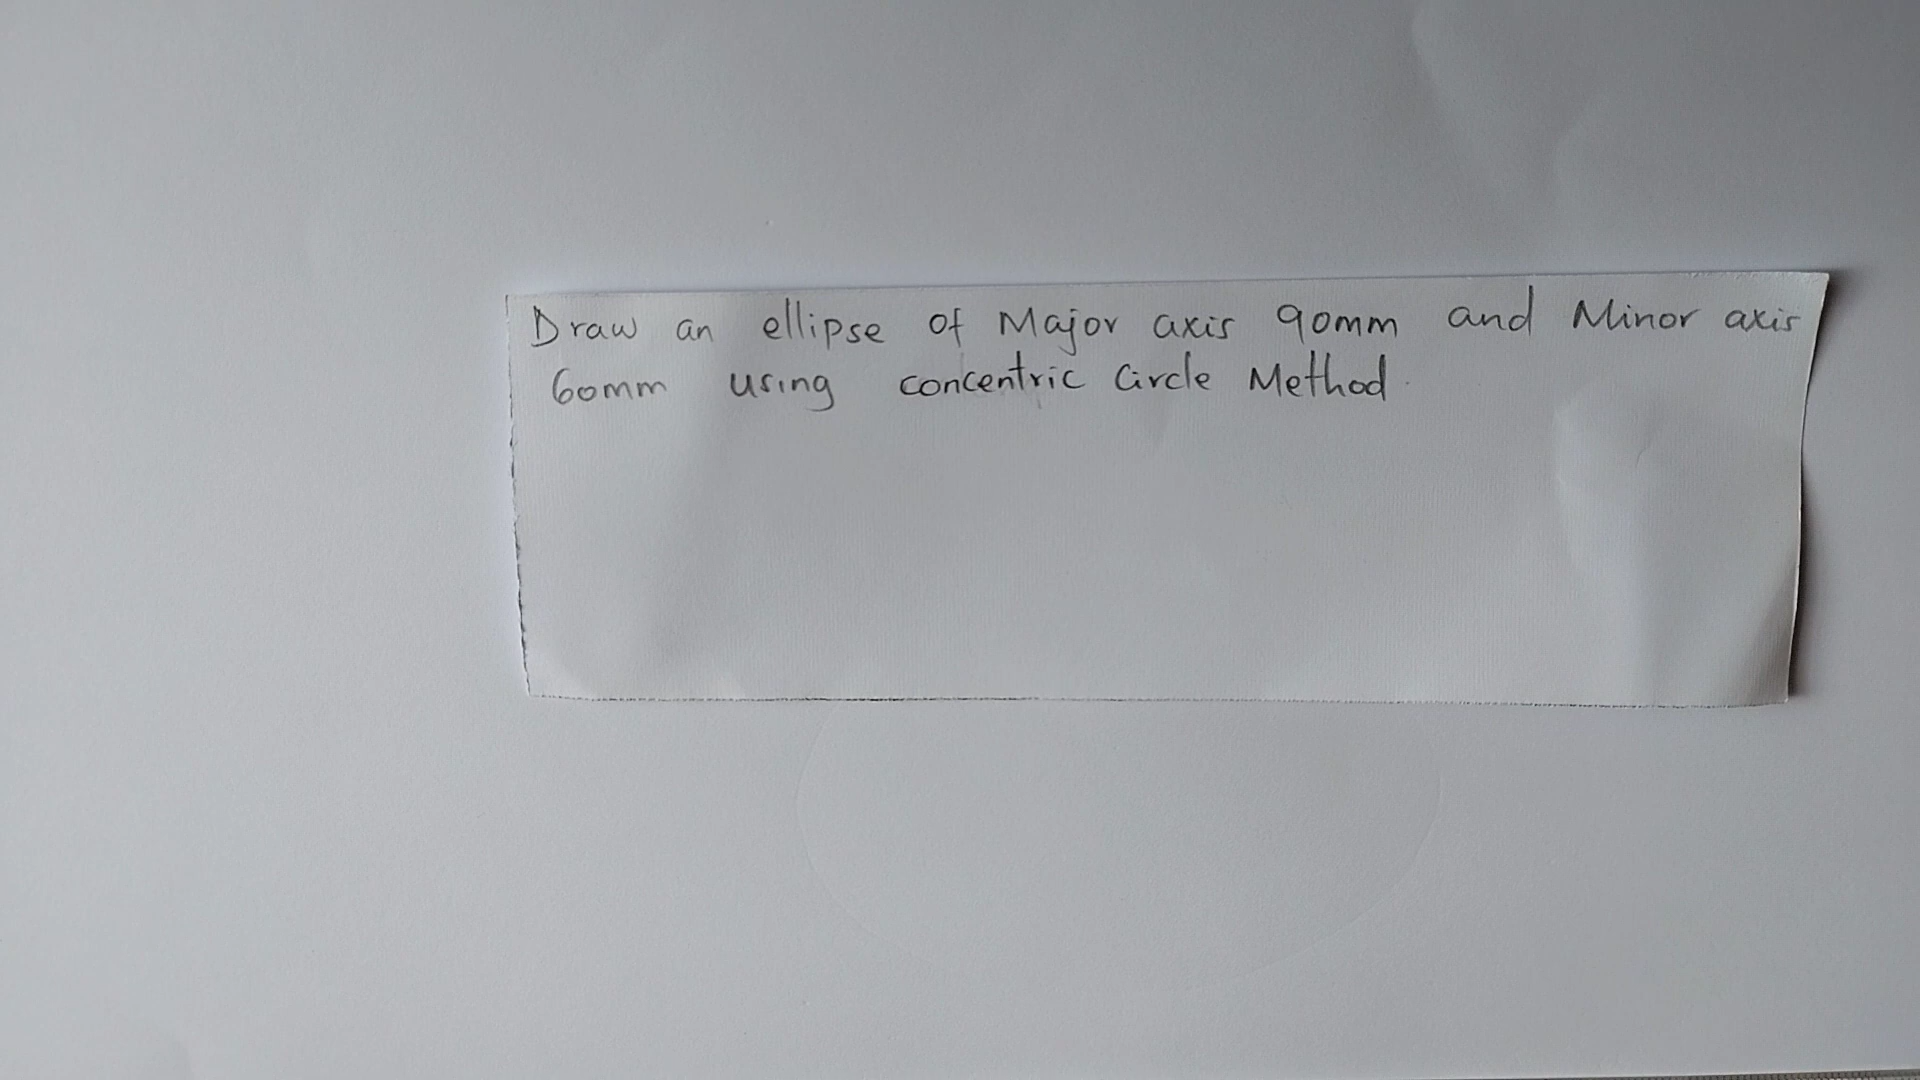 Draw an ellipse of Major axis 90mm and Minor axis
60mm using concentric Circle Method.